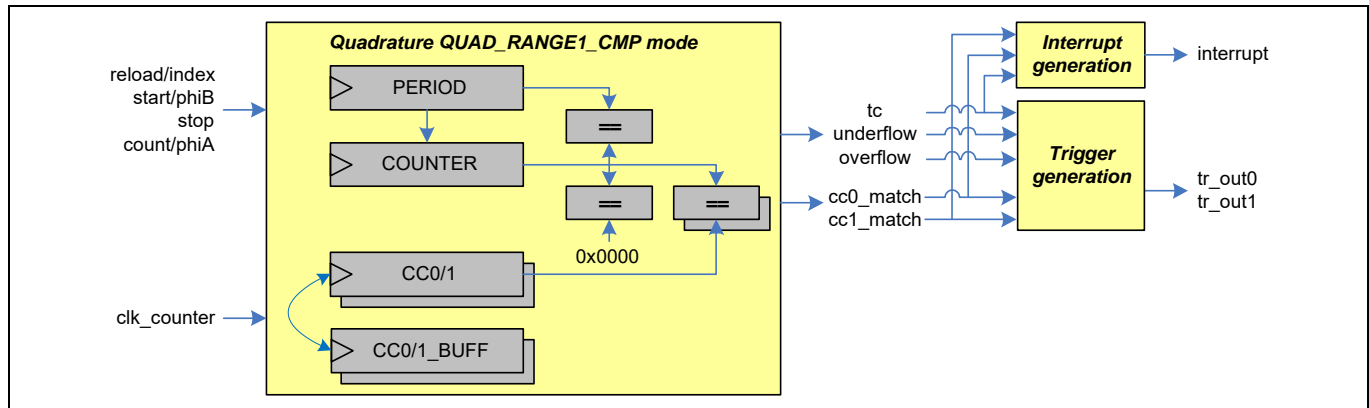 Quadrature QUAD_RANGE1_CMP mode
reload/index
start/phiB
stop
count/phiA
clk_counter
PERIOD
COUNTER
==
==
==
0x0000
CC0/1
CC0/1_BUFF
tc
underflow
overflow
cc0_match
cc1_match
Interrupt
generation
interrupt
Trigger
generation
tr_out0
tr_out1